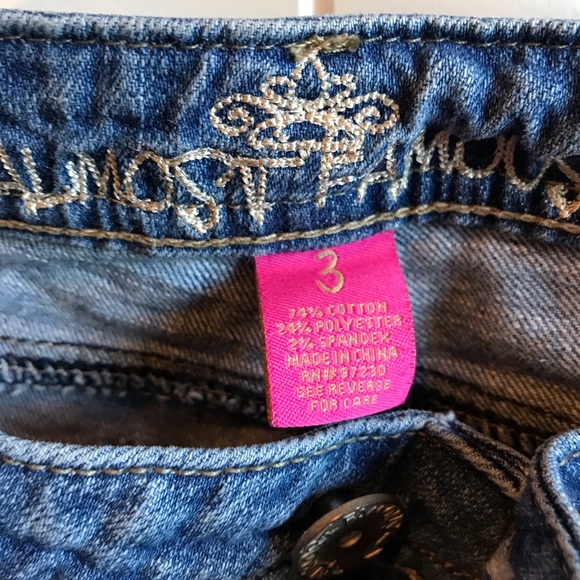 ALMOST FAMOUS
3
74% COTTON
24% POLYESTER
2% SPANDEX
MADE IN CHINA
RN# 97230
SEE REVERSE
FOR CARE